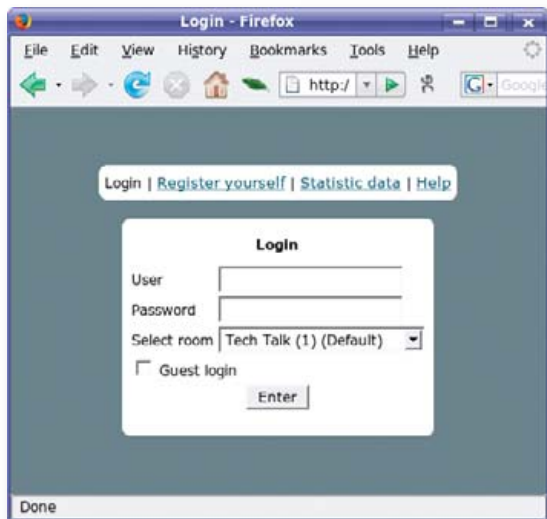 Login - Firefox
File Edit View History Bookmarks Tools Help
http:/ G Google
Login | Register yourself | Statistic data | Help
Login
User
Password
Select room Tech Talk (1) (Default)
Guest login
Enter
Done